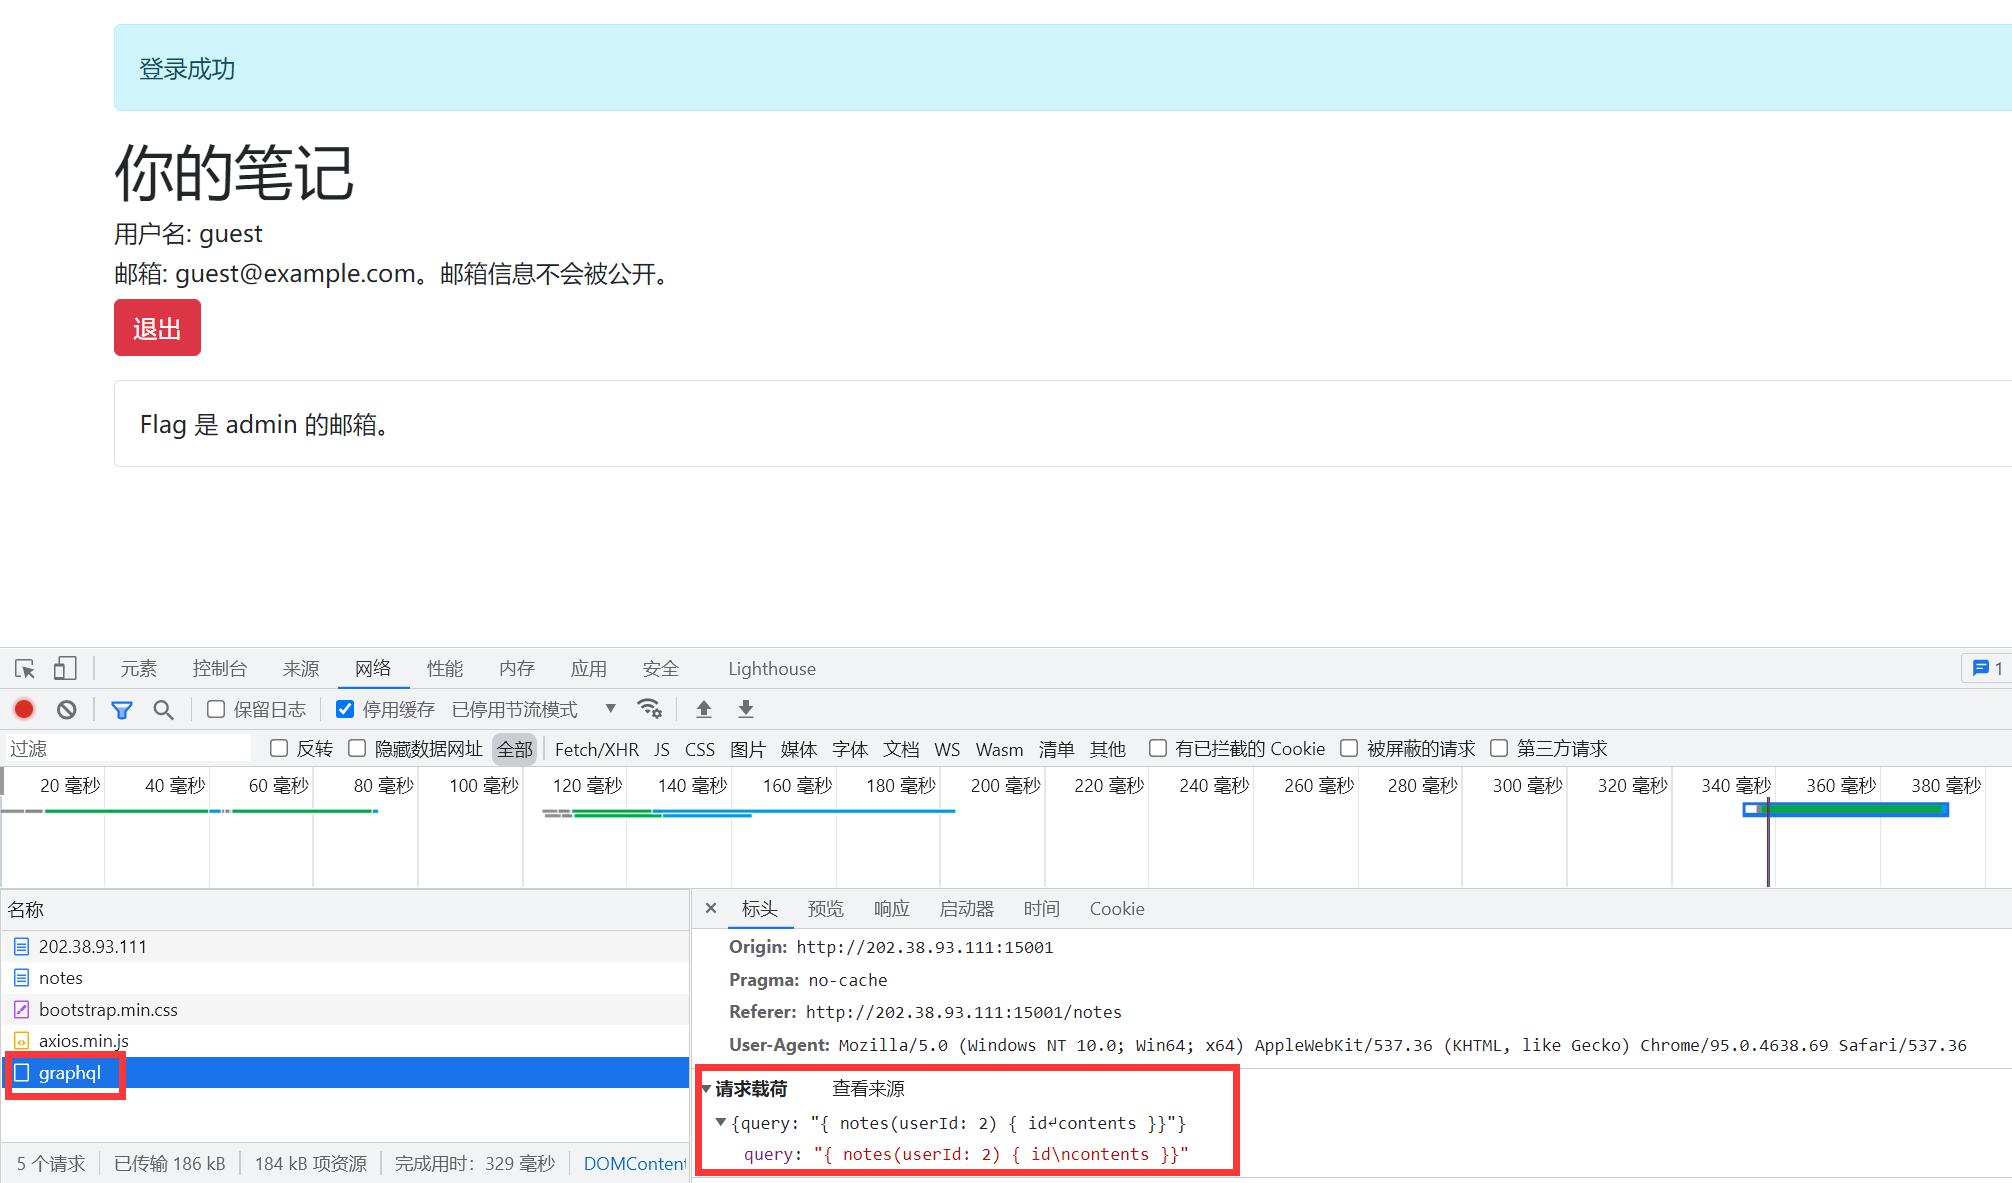 登录成功
你的笔记
用户名: guest
邮箱: guest@example.com。邮箱信息不会被公开。
退出
Flag 是 admin 的邮箱。
元素 控制台 来源 网络 性能 内存 应用 安全 Lighthouse 1
保留日志 停用缓存 已停用节流模式
过滤 反转 隐藏数据网址 全部 Fetch/XHR JS CSS 图片 媒体 字体 文档 WS Wasm 清单 其他 有已拦截的 Cookie 被屏蔽的请求 第三方请求
20 毫秒 40 毫秒 60 毫秒 80 毫秒 100 毫秒 120 毫秒 140 毫秒 160 毫秒 180 毫秒 200 毫秒 220 毫秒 240 毫秒 260 毫秒 280 毫秒 300 毫秒 320 毫秒 340 毫秒 360 毫秒 380 毫秒
名称
202.38.93.111
notes
bootstrap.min.css
axios.min.js
graphql
5 个请求 已传输 186 kB 184 kB 项资源 完成用时：329 毫秒 DOMContent
标头 预览 响应 启动器 时间 Cookie
Origin: http://202.38.93.111:15001
Pragma: no-cache
Referer: http://202.38.93.111:15001/notes
User-Agent: Mozilla/5.0 (Windows NT 10.0; Win64; x64) AppleWebKit/537.36 (KHTML, like Gecko) Chrome/95.0.4638.69 Safari/537.36
请求载荷 查看来源
{query: "{ notes(userId: 2) { id↵contents }}"}
query: "{ notes(userId: 2) { id\ncontents }}"